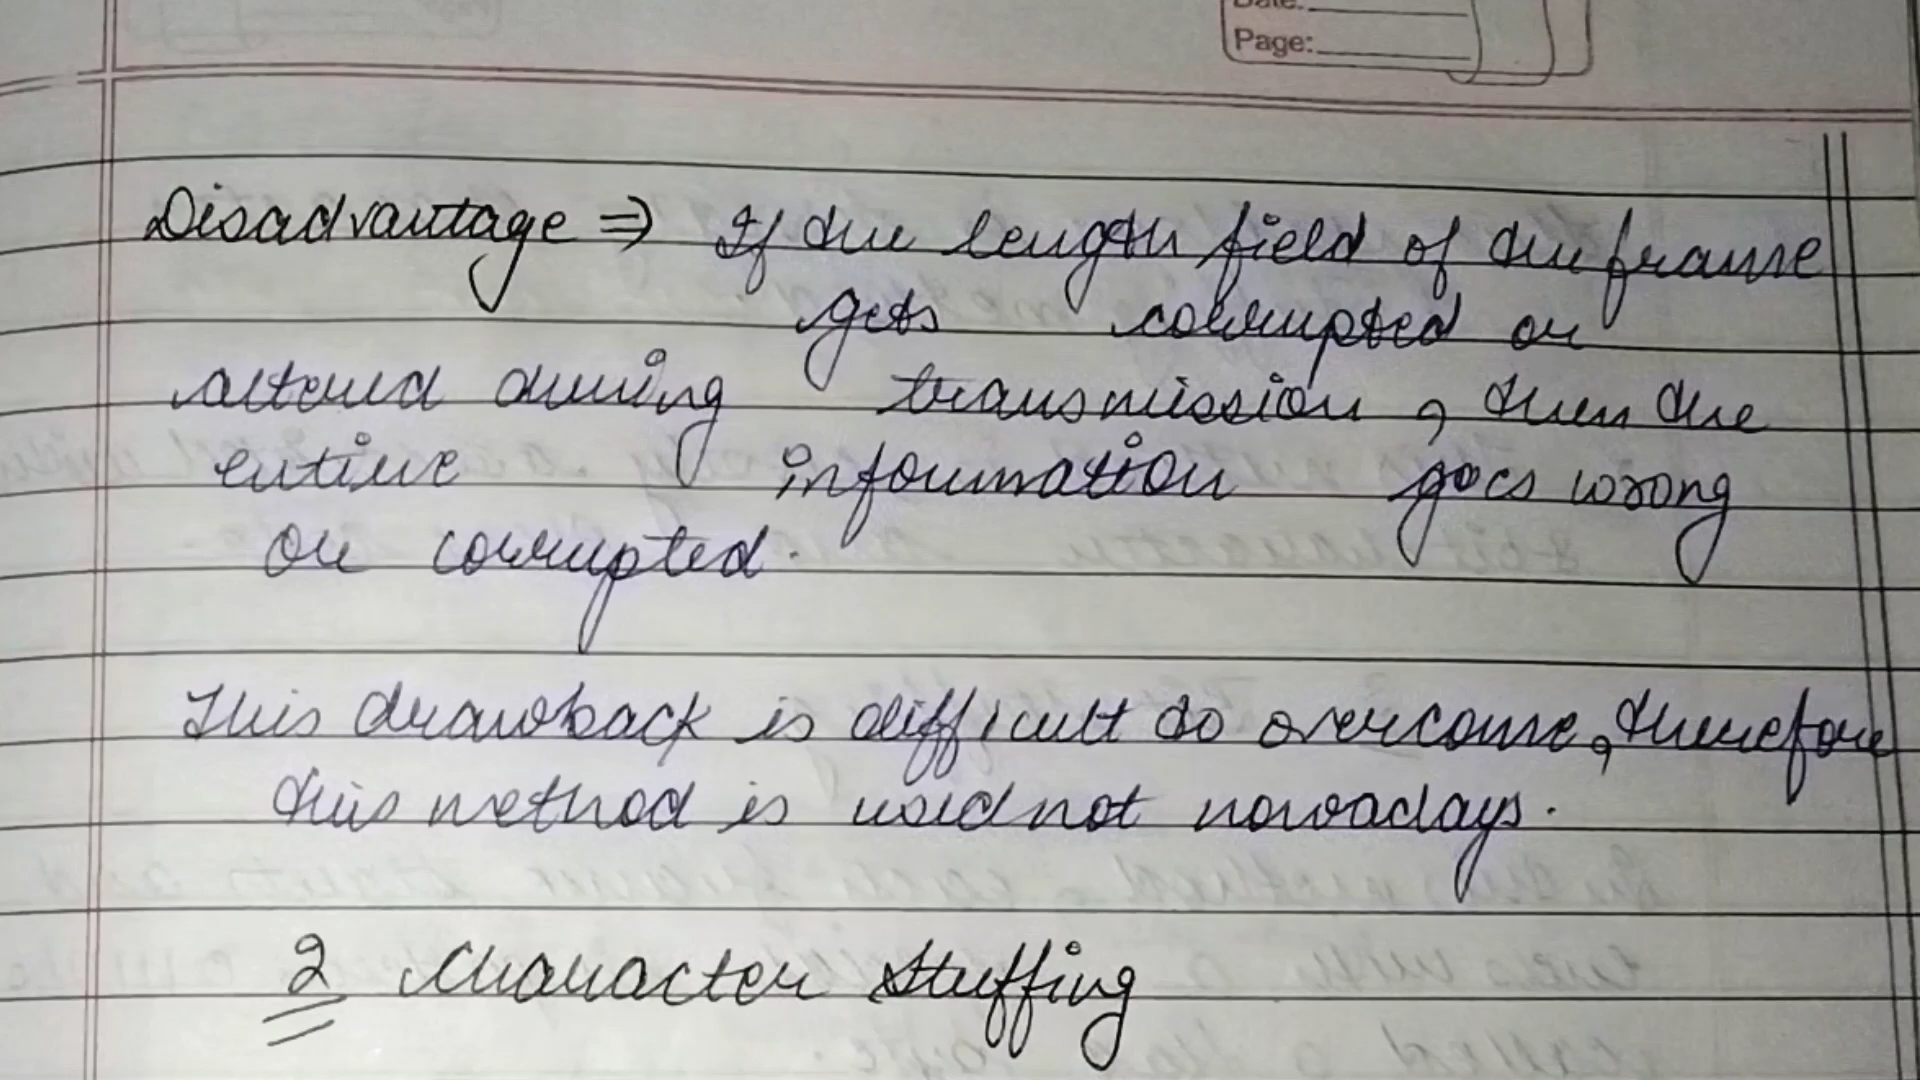 Date:
Page:
Disadvantage ⇒ If the length field of the frame
gets corrupted or
altered during transmission, then the
entire information goes wrong
or corrupted.
This drawback is difficult to overcome, therefore
this method is used not nowadays.
2 Character Stuffing